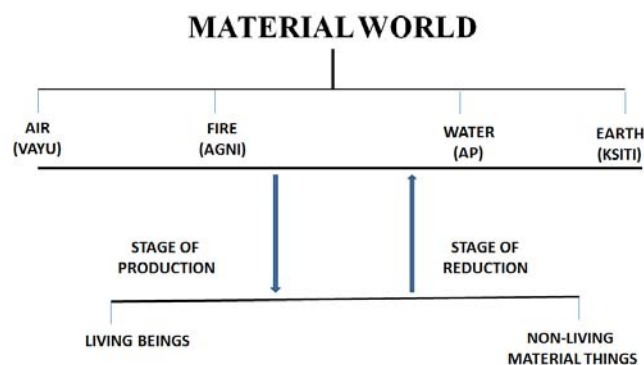 MATERIAL WORLD
AIR
(VAYU)
FIRE
(AGNI)
WATER
(AP)
EARTH
(KSITI)
STAGE OF
PRODUCTION
STAGE OF
REDUCTION
LIVING BEINGS
NON-LIVING
MATERIAL THINGS